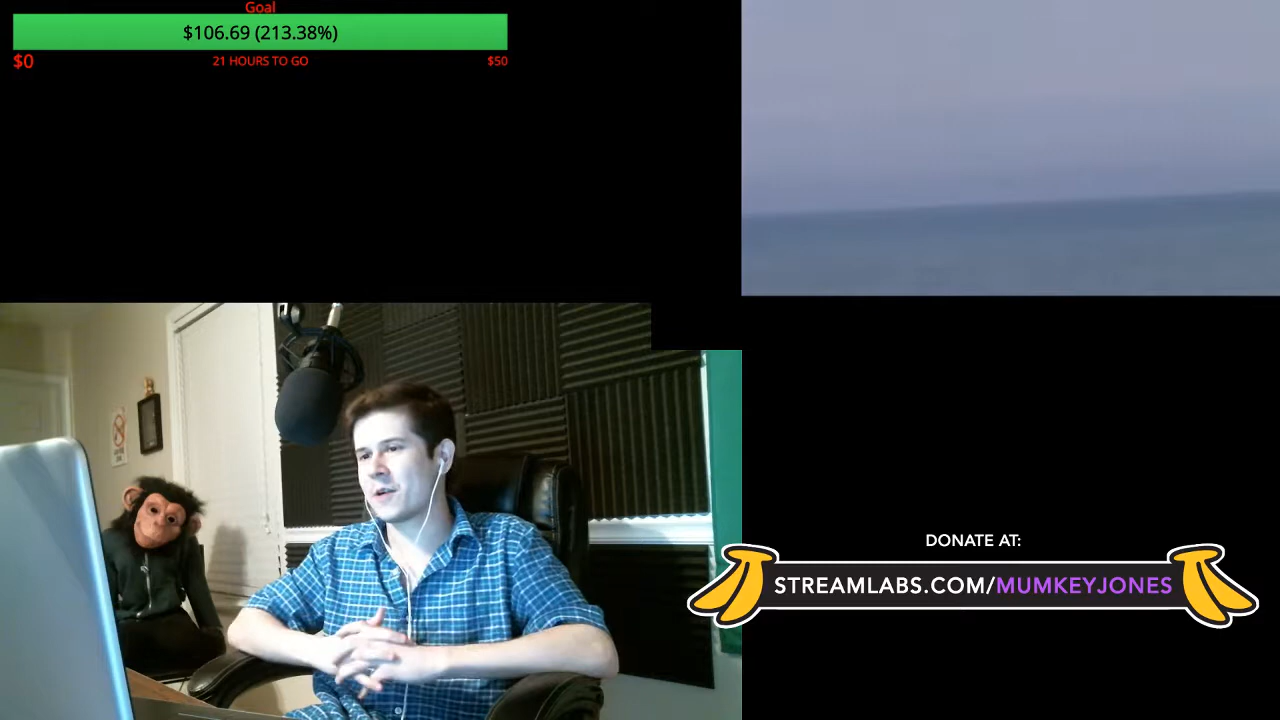 Goal
$106.69 (213.38%)
$0 21 HOURS TO GO $50
DONATE AT:
STREAMLABS.COM/MUMKEYJONES